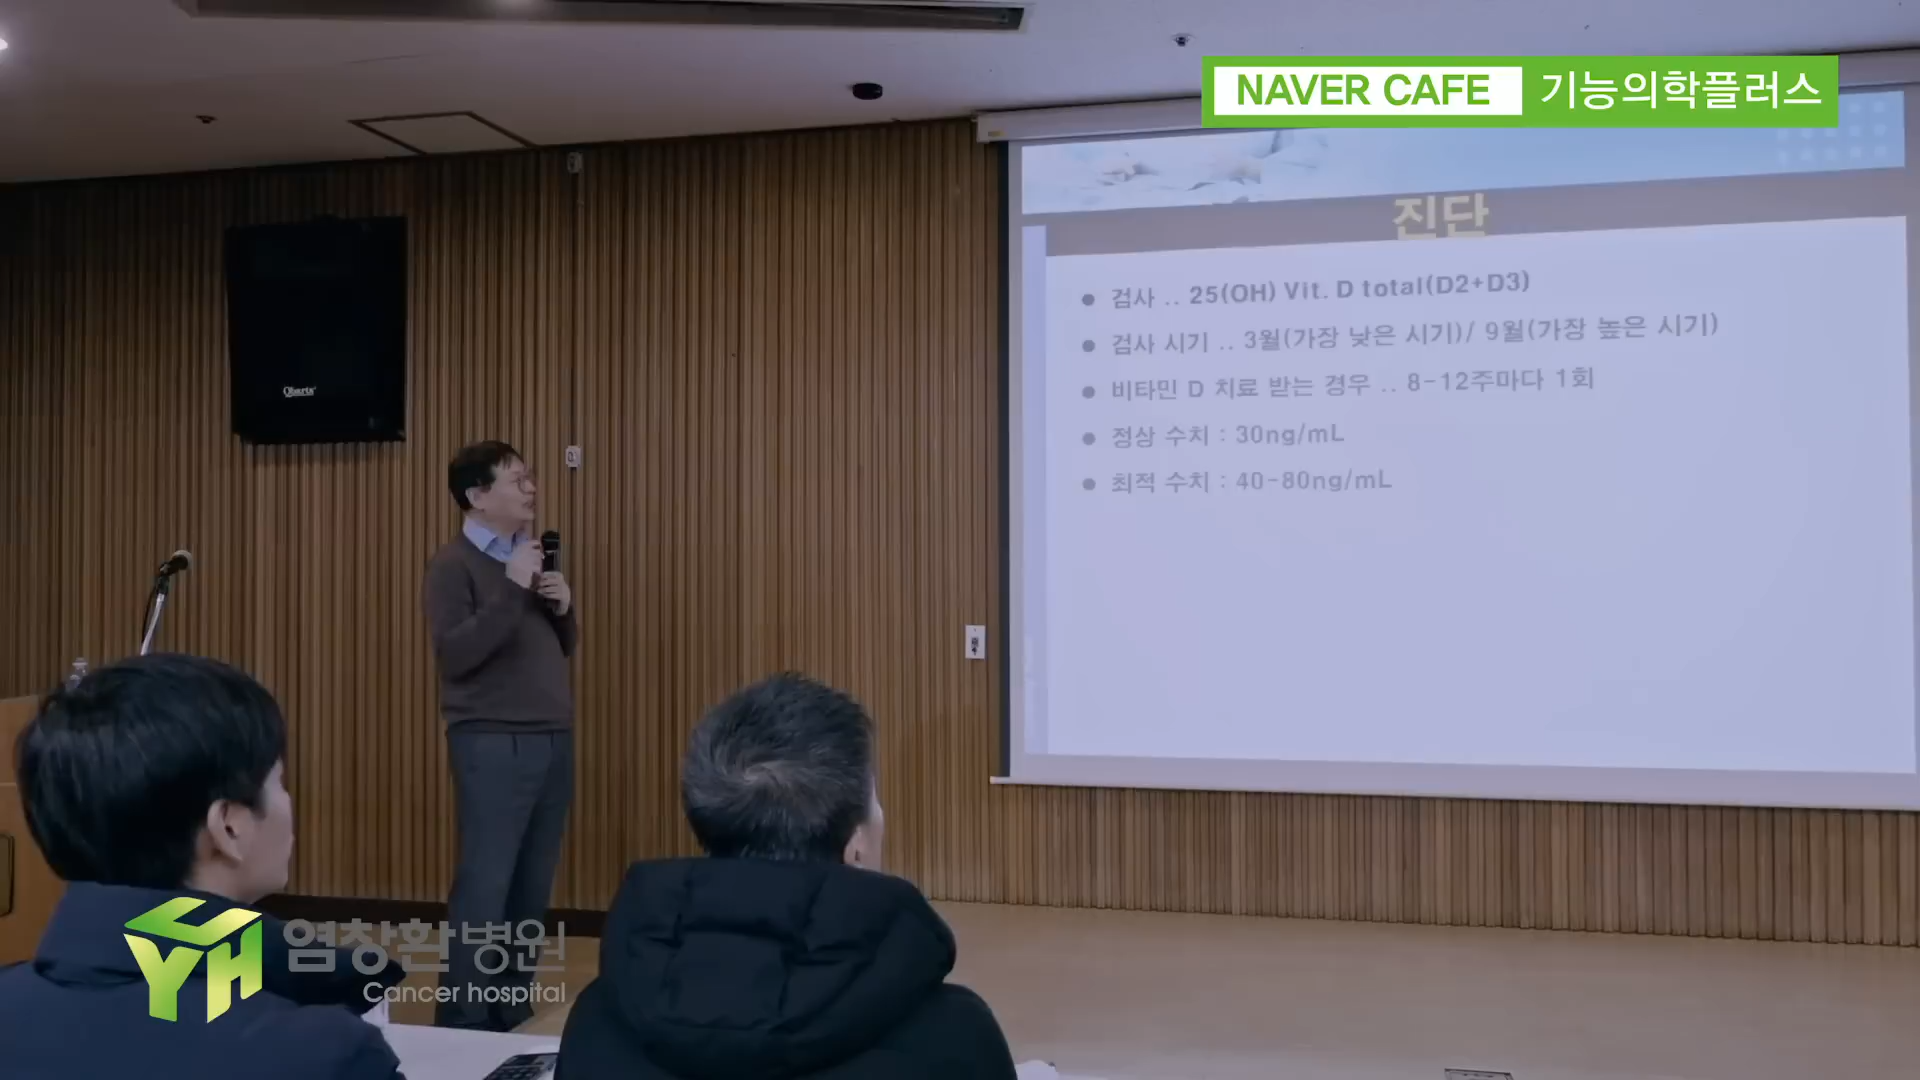 NAVER CAFE 기능의학플러스
진단
● 검사 .. 25(OH) Vit. D total(D2+D3)
● 검사 시기 .. 3월(가장 낮은 시기)/ 9월(가장 높은 시기)
● 비타민 D 치료 받는 경우 .. 8-12주마다 1회
● 정상 수치 : 30ng/mL
● 최적 수치 : 40-80ng/mL
Qbarts
CYH 염창환병원
Cancer hospital